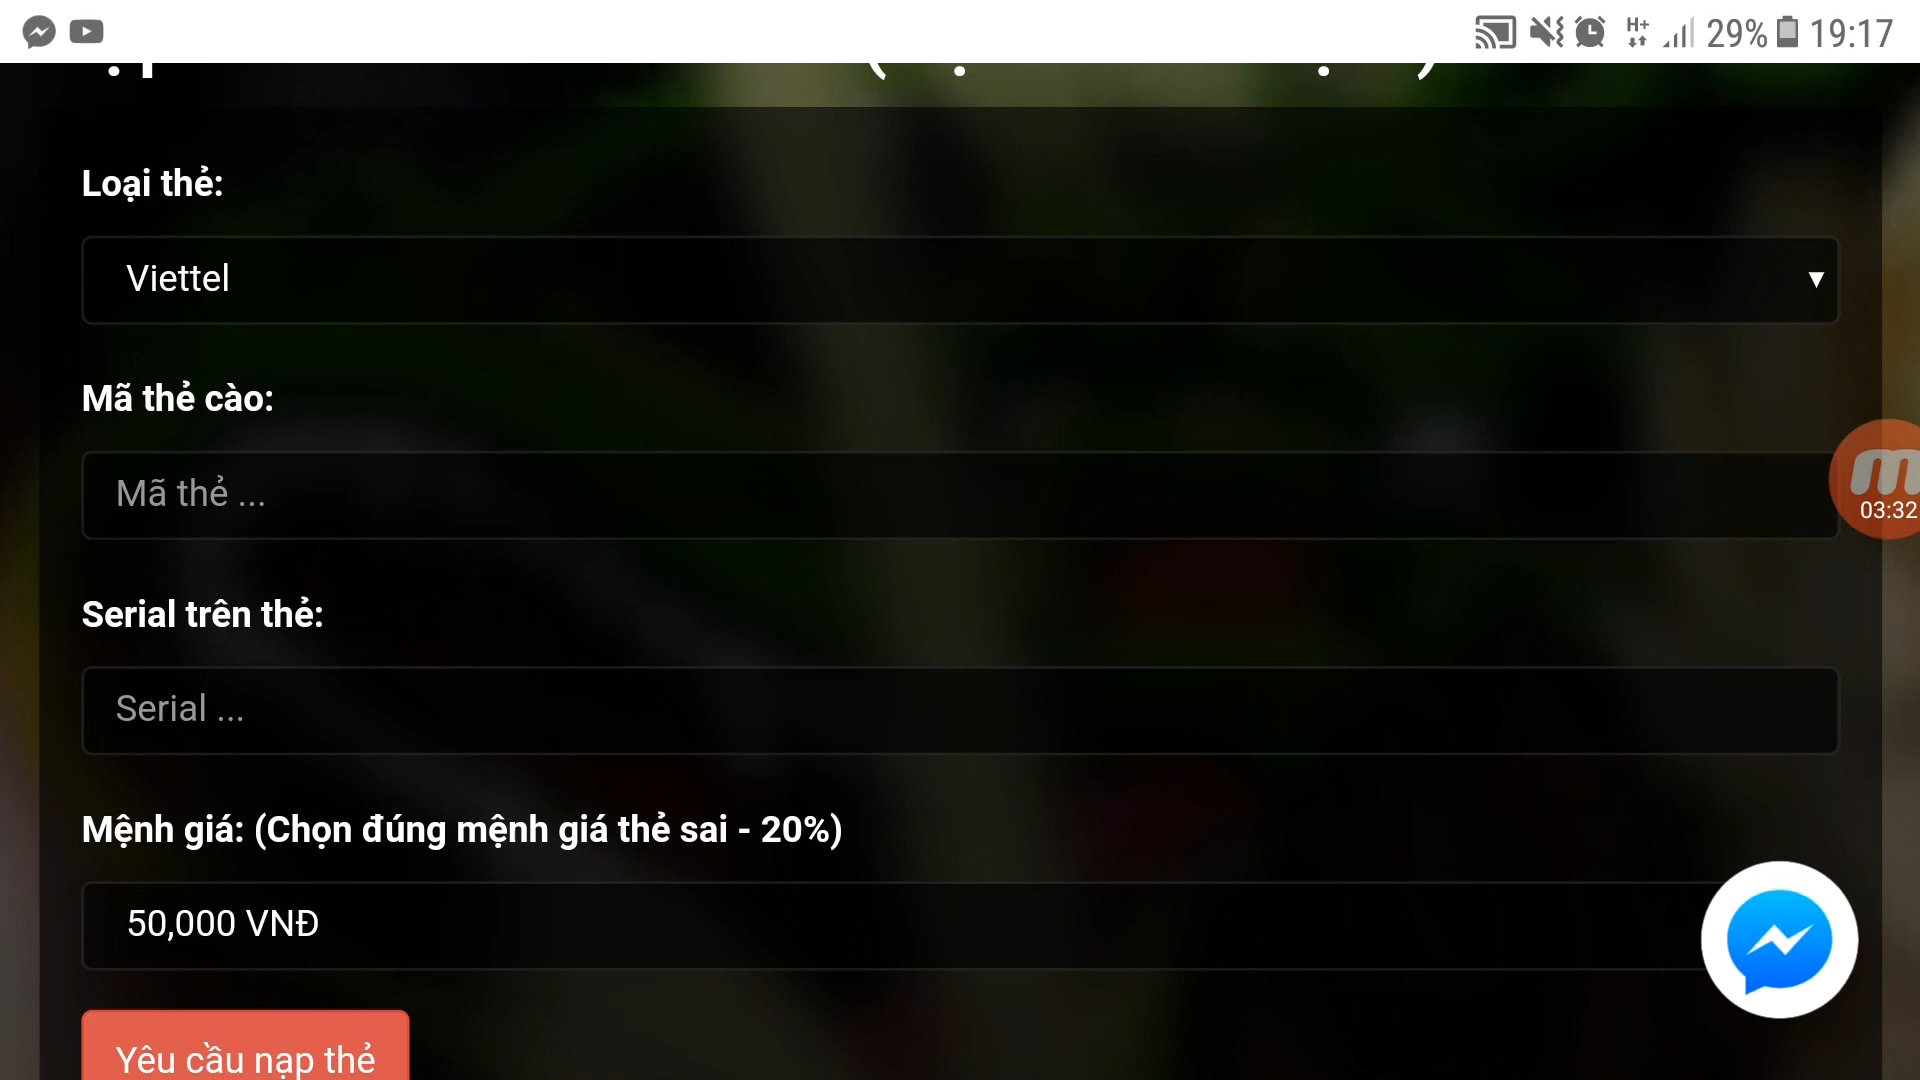 29% 19:17
Loại thẻ:
Viettel
Mã thẻ cào:
Mã thẻ ...
03:32
Serial trên thẻ:
Serial ...
Mệnh giá: (Chọn đúng mệnh giá thẻ sai - 20%)
50,000 VNĐ
Yêu cầu nạp thẻ